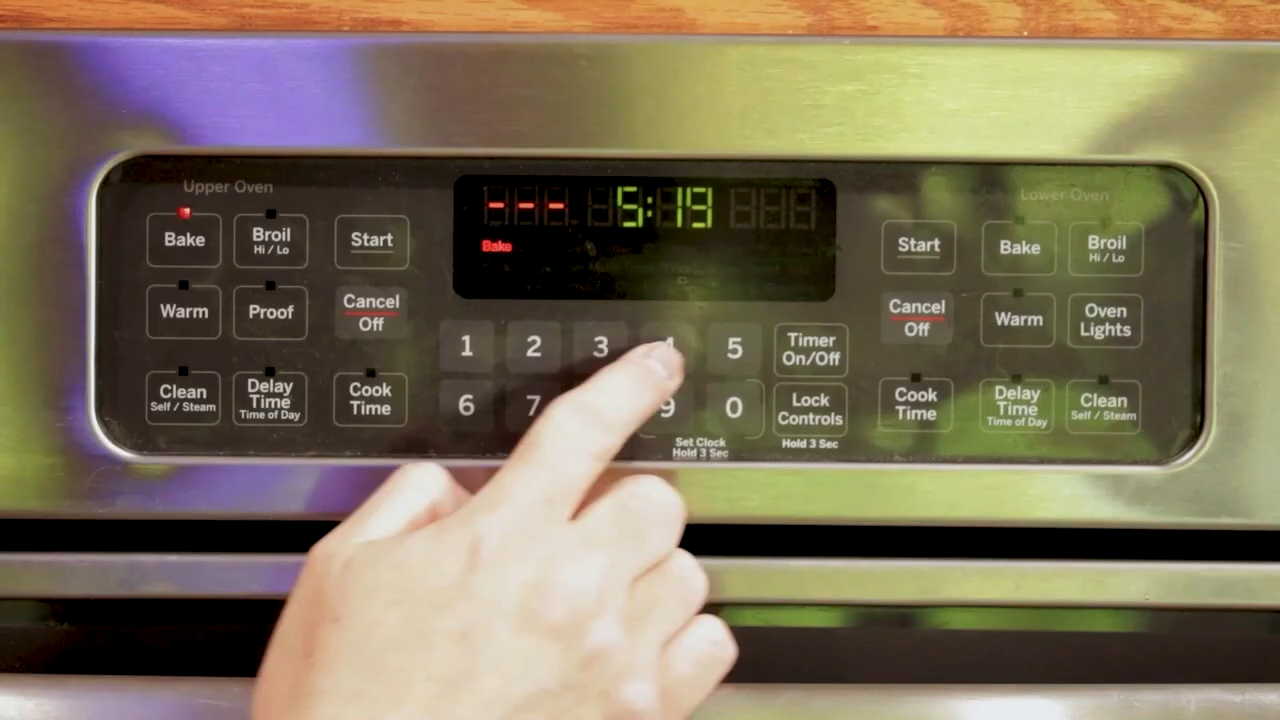 Upper Oven
Bake
Broil
Hi / Lo
Start
Warm
Proof
Cancel
Off
Clean
Self / Steam
Delay
Time
Time of Day
Cook
Time
- - - 5:19
Bake
1 2 3 4 5
6 7 9 0
Timer
On/Off
Lock
Controls
Set Clock
Hold 3 Sec
Hold 3 Sec
Lower Oven
Start
Bake
Broil
Hi / Lo
Cancel
Off
Warm
Oven
Lights
Cook
Time
Delay
Time
Time of Day
Clean
Self / Steam